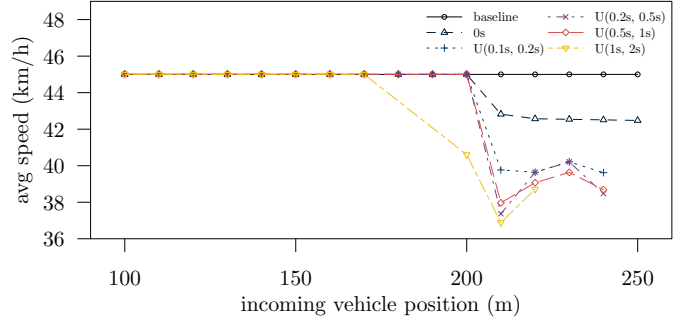 48
46
44
42
40
38
36
avg speed (km/h)
baseline
0s
U(0.1s, 0.2s)
U(0.2s, 0.5s)
U(0.5s, 1s)
U(1s, 2s)
100
150
200
250
incoming vehicle position (m)